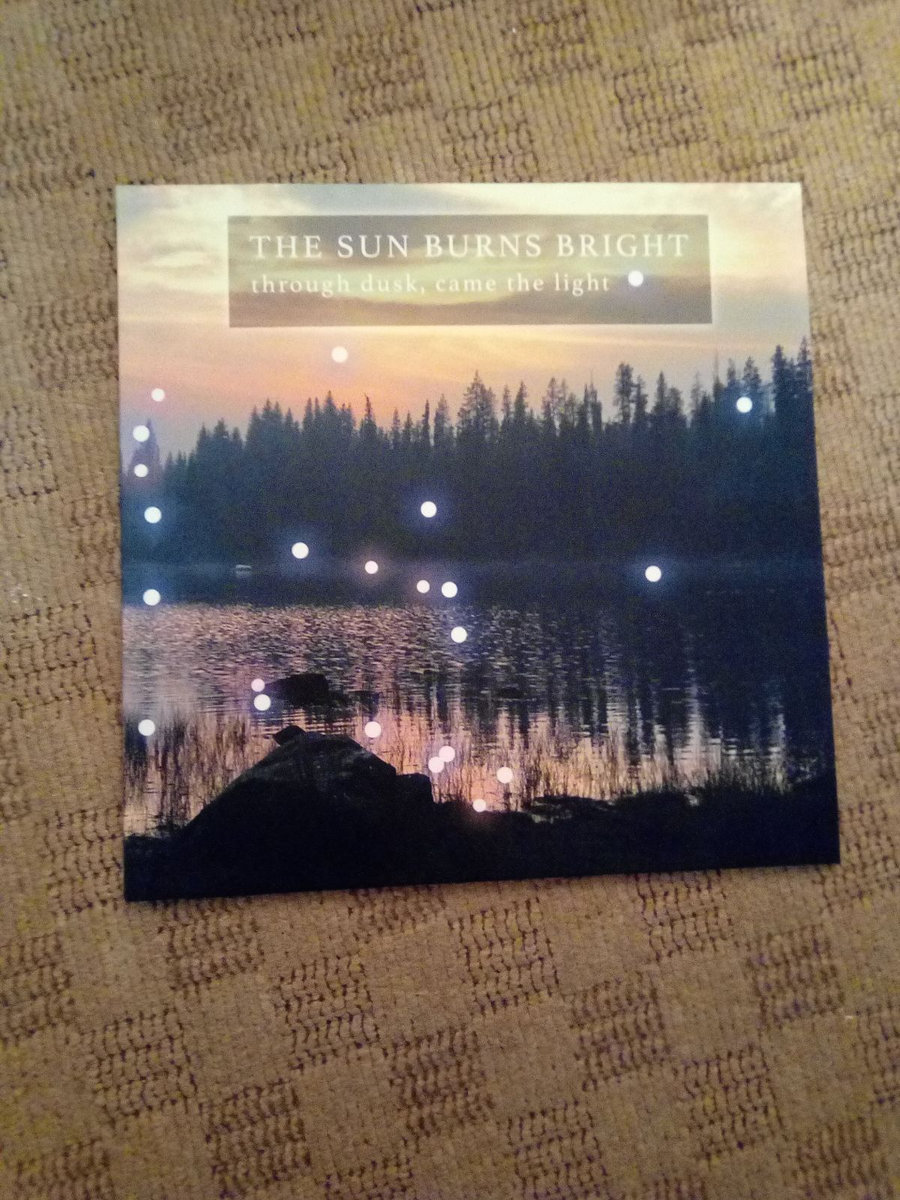 THE SUN BURNS BRIGHT
through dusk, came the light